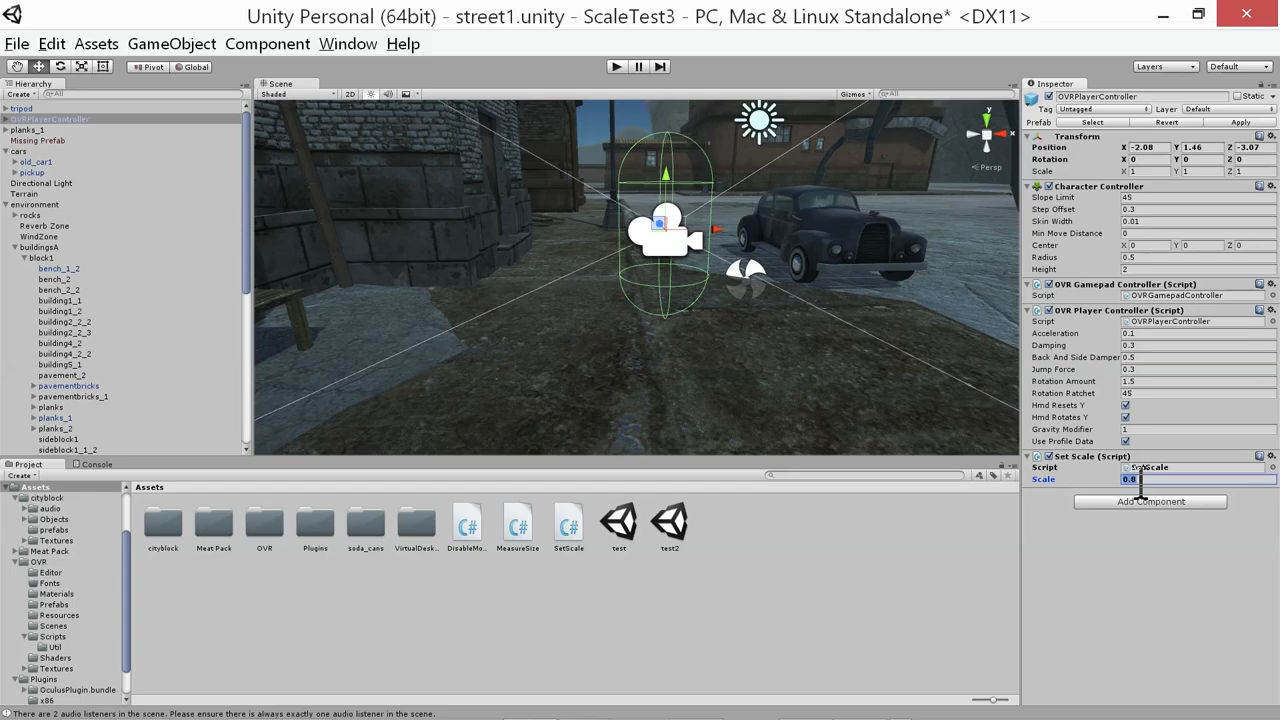 Unity Personal (64bit) - street1.unity - ScaleTest3 - PC, Mac & Linux Standalone* <DX11>
File Edit Assets GameObject Component Window Help
Pivot Global Layers Default
Hierarchy
Create All
tripod
OVRPlayerController
planks_1
Missing Prefab
cars
old_car1
pickup
Directional Light
Terrain
environment
rocks
Reverb Zone
WindZone
buildingsA
block1
bench_1_2
bench_2
bench_2_2
building1_1
building1_2
building2_2_2
building2_2_3
building4_2
building4_2_2
building5_1
pavement_2
pavementbricks
pavementbricks_1
planks
planks_1
planks_2
sideblock1
sideblock1_1_2
Scene
Shaded 2D Gizmos All
y
x
Persp
Inspector
OVRPlayerController Static
Tag Untagged Layer Default
Prefab Select Revert Apply
Transform
Position X -2.08 Y 1.46 Z -3.07
Rotation X 0 Y 0 Z 0
Scale X 1 Y 1 Z 1
Character Controller
Slope Limit 45
Step Offset 0.3
Skin Width 0.01
Min Move Distance 0
Center X 0 Y 0 Z 0
Radius 0.5
Height 2
OVR Gamepad Controller (Script)
Script OVRGamepadController
OVR Player Controller (Script)
Script OVRPlayerController
Acceleration 0.1
Damping 0.3
Back And Side Dampen 0.5
Jump Force 0.3
Rotation Amount 1.5
Rotation Ratchet 45
Hmd Resets Y
Hmd Rotates Y
Gravity Modifier 1
Use Profile Data
Set Scale (Script)
Script SetScale
Scale 0.8
Add Component
Project Console
Create
Assets
cityblock
audio
Objects
prefabs
Textures
Meat Pack
OVR
Editor
Fonts
Materials
Prefabs
Resources
Scenes
Scripts
Util
Shaders
Textures
Plugins
OculusPlugin.bundle
x86
Assets
cityblock Meat Pack OVR Plugins soda_cans VirtualDesk... DisableMo... MeasureSize SetScale test test2
There are 2 audio listeners in the scene. Please ensure there is always exactly one audio listener in the scene.